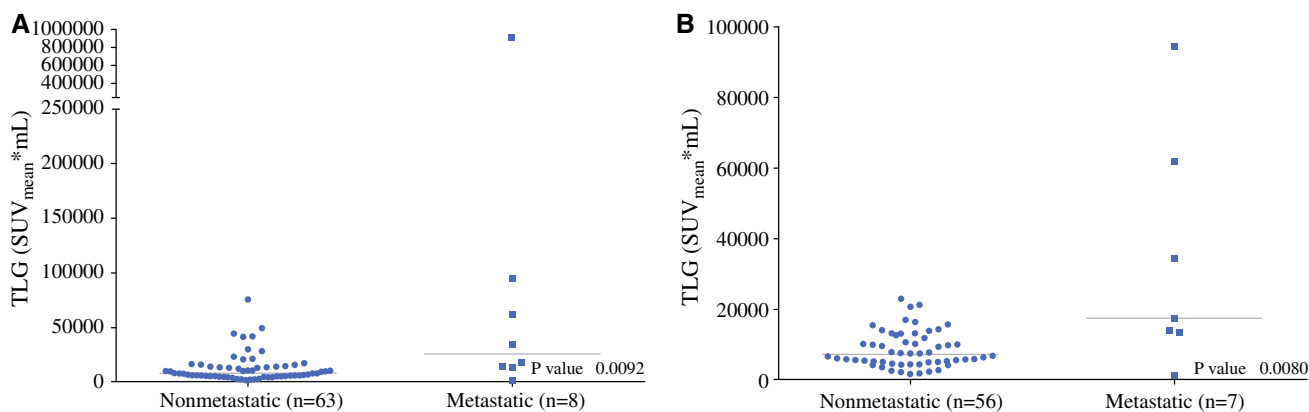 A
1000000
800000
600000
400000
250000
200000
150000
100000
50000
0
TLG (SUVmean*mL)
P value 0.0092
Nonmetastatic (n=63)
Metastatic (n=8)
B
100000
80000
60000
40000
20000
0
TLG (SUVmean*mL)
P value 0.0080
Nonmetastatic (n=56)
Metastatic (n=7)